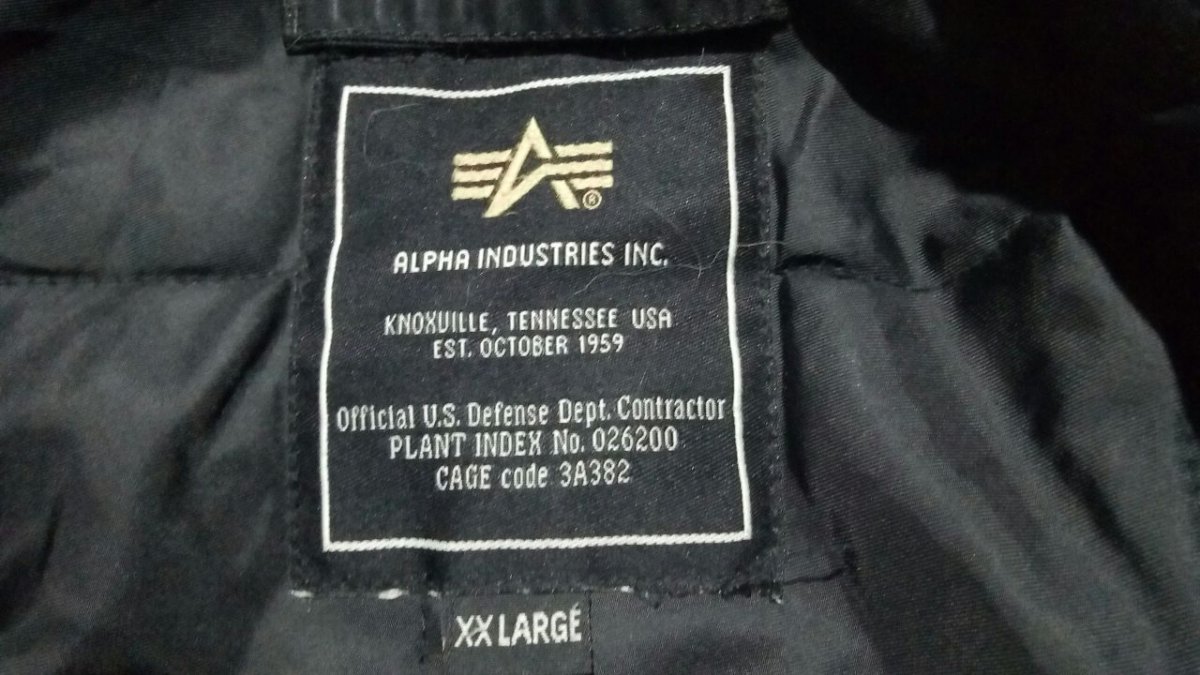 ®
ALPHA INDUSTRIES INC.
KNOXVILLE, TENNESSEE USA
EST. OCTOBER 1959
Official U.S. Defense Dept. Contractor
PLANT INDEX No. 026200
CAGE code 3A382
XX LARGE